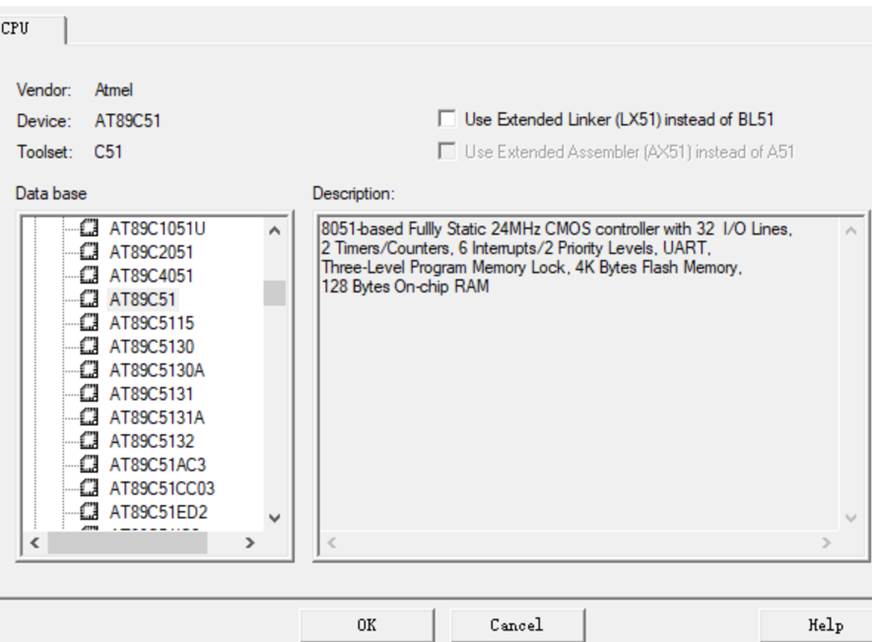 CPU
Vendor: Atmel
Device: AT89C51
Use Extended Linker (LX51) instead of BL51
Toolset: C51
Use Extended Assembler (AX51) instead of A51
Data base
Description:
AT89C1051U
AT89C2051
AT89C4051
AT89C51
AT89C5115
AT89C5130
AT89C5130A
AT89C5131
AT89C5131A
AT89C5132
AT89C51AC3
AT89C51CC03
AT89C51ED2
8051-based Fullly Static 24MHz CMOS controller with 32 I/O Lines,
2 Timers/Counters, 6 Interrupts/2 Priority Levels, UART,
Three-Level Program Memory Lock, 4K Bytes Flash Memory,
128 Bytes On-chip RAM
OK
Cancel
Help